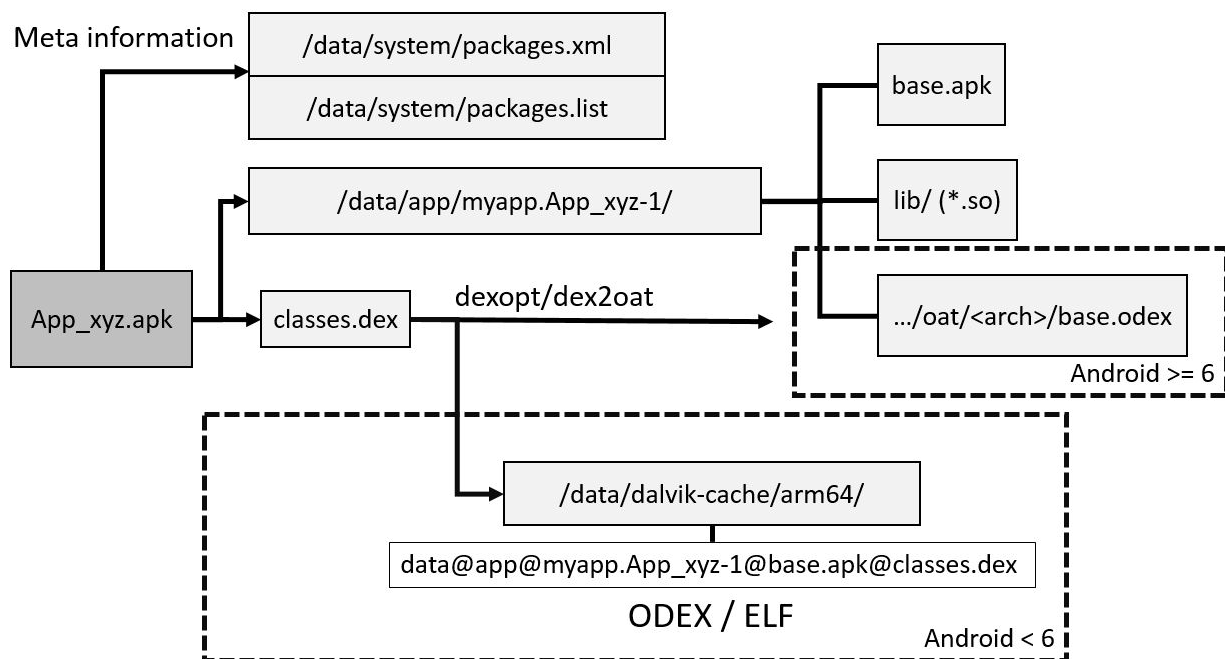 Meta information
/data/system/packages.xml
/data/system/packages.list
base.apk
/data/app/myapp.App_xyz-1/
lib/ (*.so)
App_xyz.apk
classes.dex
dexopt/dex2oat
.../oat/<arch>/base.odex
Android >= 6
/data/dalvik-cache/arm64/
data@app@myapp.App_xyz-1@base.apk@classes.dex
ODEX / ELF
Android < 6